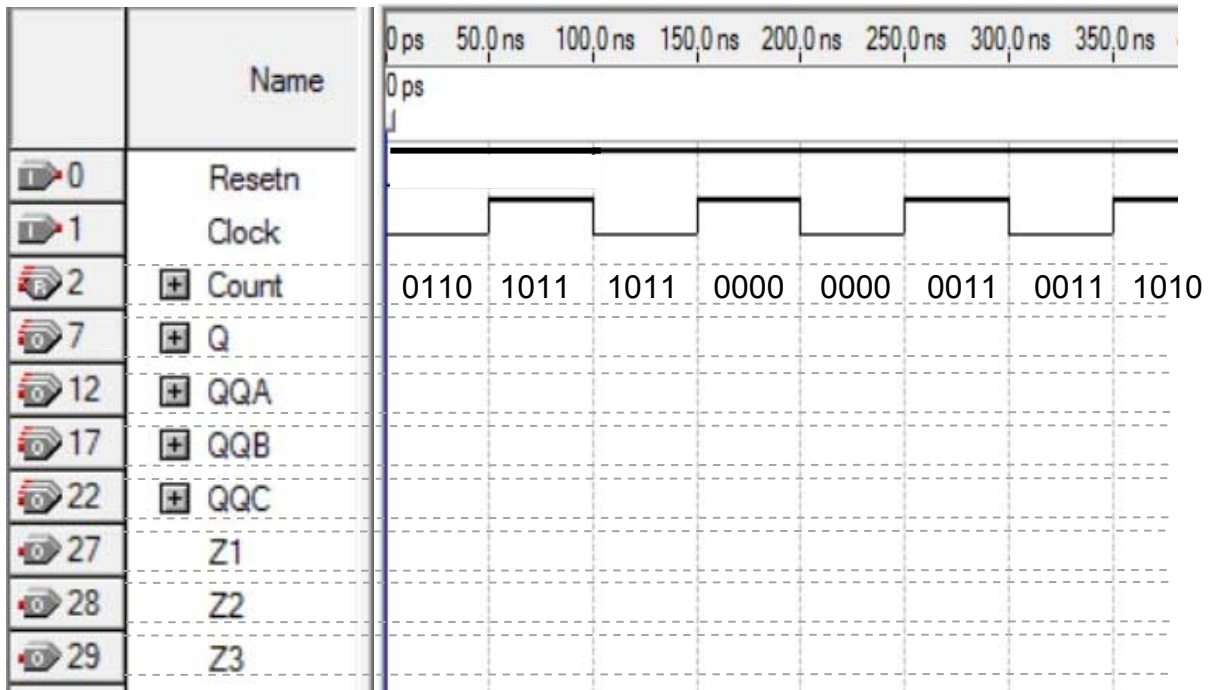 0 ps 50.0 ns 100.0 ns 150.0 ns 200.0 ns 250.0 ns 300.0 ns 350.0 ns
Name
0 ps
0 Resetn
1 Clock
2 Count 0110 1011 1011 0000 0000 0011 0011 1010
7 Q
12 QQA
17 QQB
22 QQC
27 Z1
28 Z2
29 Z3